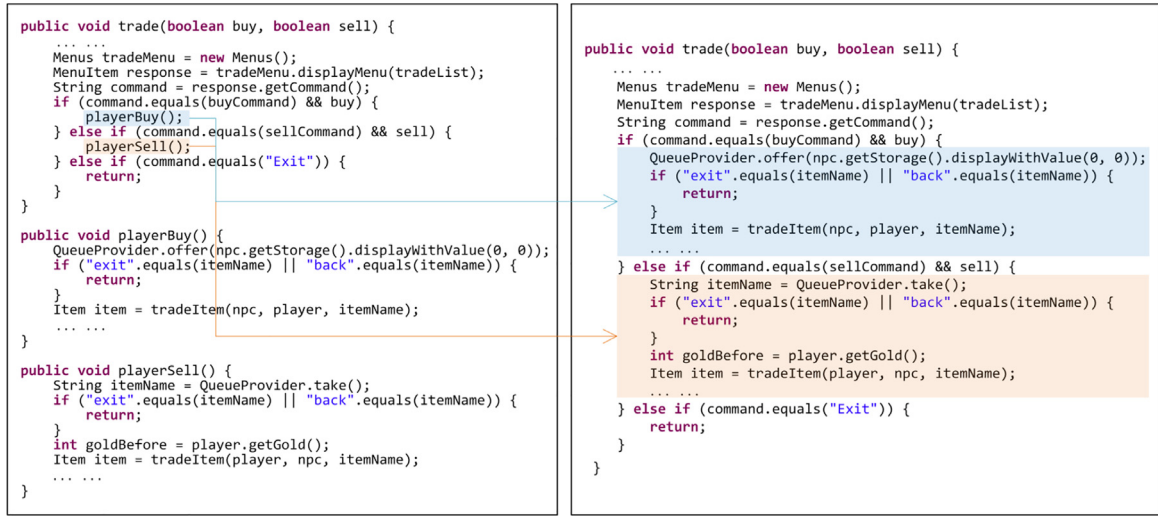 public void trade(boolean buy, boolean sell) {
... ...
Menus tradeMenu = new Menus();
MenuItem response = tradeMenu.displayMenu(tradeList);
String command = response.getCommand();
if (command.equals(buyCommand) && buy) {
playerBuy();
} else if (command.equals(sellCommand) && sell) {
playerSell();
} else if (command.equals("Exit")) {
return;
}
}
public void playerBuy() {
QueueProvider.offer(npc.getStorage().displayWithValue(0, 0));
if ("exit".equals(itemName) || "back".equals(itemName)) {
return;
}
Item item = tradeItem(npc, player, itemName);
... ...
}
public void playerSell() {
String itemName = QueueProvider.take();
if ("exit".equals(itemName) || "back".equals(itemName)) {
return;
}
int goldBefore = player.getGold();
Item item = tradeItem(player, npc, itemName);
... ...
}
public void trade(boolean buy, boolean sell) {
... ...
Menus tradeMenu = new Menus();
MenuItem response = tradeMenu.displayMenu(tradeList);
String command = response.getCommand();
if (command.equals(buyCommand) && buy) {
QueueProvider.offer(npc.getStorage().displayWithValue(0, 0));
if ("exit".equals(itemName) || "back".equals(itemName)) {
return;
}
Item item = tradeItem(npc, player, itemName);
... ...
} else if (command.equals(sellCommand) && sell) {
String itemName = QueueProvider.take();
if ("exit".equals(itemName) || "back".equals(itemName)) {
return;
}
int goldBefore = player.getGold();
Item item = tradeItem(player, npc, itemName);
... ...
} else if (command.equals("Exit")) {
return;
}
}